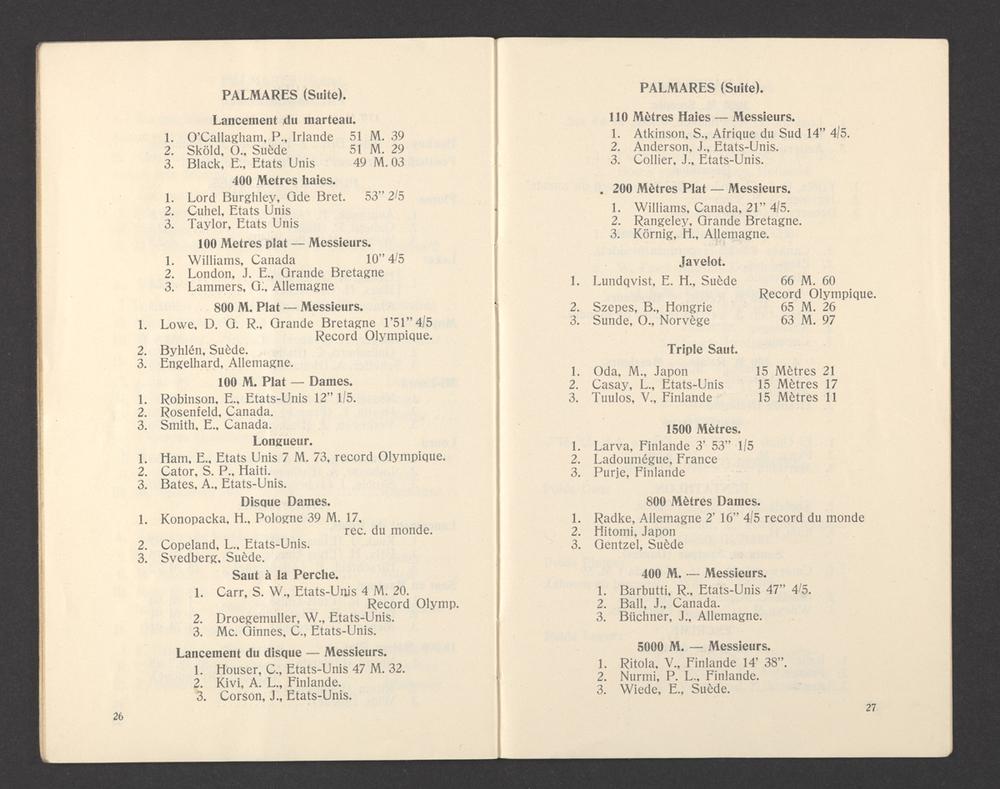 PALMARES (Suite).
Lancement du marteau.
1. O'Callagham, P., Irlande 51 M. 39
2. Sköld, O., Suède 51 M. 29
3. Black, E., Etats Unis 49 M. 03
400 Metres haies.
1. Lord Burghley, Gde Bret. 53" 2/5
2. Cuhel, Etats Unis
3. Taylor, Etats Unis
100 Metres plat — Messieurs.
1. Williams, Canada 10" 4/5
2. London, J. E., Grande Bretagne
3. Lammers, G., Allemagne
800 M. Plat — Messieurs.
1. Lowe, D. G. R., Grande Bretagne 1'51" 4/5
Record Olympique.
2. Byhlén, Suède.
3. Engelhard, Allemagne.
100 M. Plat — Dames.
1. Robinson, E., Etats-Unis 12" 1/5.
2. Rosenfeld, Canada.
3. Smith, E., Canada.
Longueur.
1. Ham, E., Etats Unis 7 M. 73, record Olympique.
2. Cator, S. P., Haiti.
3. Bates, A., Etats-Unis.
Disque Dames.
1. Konopacka, H., Pologne 39 M. 17,
rec. du monde.
2. Copeland, L., Etats-Unis.
3. Svedberg, Suède.
Saut à la Perche.
1. Carr, S. W., Etats-Unis 4 M. 20.
Record Olymp.
2. Droegemuller, W., Etats-Unis.
3. Mc. Ginnes, C., Etats-Unis.
Lancement du disque — Messieurs.
1. Houser, C., Etats-Unis 47 M. 32.
2. Kivi, A. L., Finlande.
3. Corson, J., Etats-Unis.
26
PALMARES (Suite).
110 Mètres Haies — Messieurs.
1. Atkinson, S., Afrique du Sud 14" 4/5.
2. Anderson, J., Etats-Unis.
3. Collier, J., Etats-Unis.
200 Mètres Plat — Messieurs.
1. Williams, Canada, 21" 4/5.
2. Rangeley, Grande Bretagne.
3. Körnig, H., Allemagne.
Javelot.
1. Lundqvist, E. H., Suède 66 M. 60
Record Olympique.
2. Szepes, B., Hongrie 65 M. 26
3. Sunde, O., Norvège 63 M. 97
Triple Saut.
1. Oda, M., Japon 15 Mètres 21
2. Casay, L., Etats-Unis 15 Mètres 17
3. Tuulos, V., Finlande 15 Mètres 11
1500 Mètres.
1. Larva, Finlande 3' 53" 1/5
2. Ladoumégue, France
3. Purje, Finlande
800 Mètres Dames.
1. Radke, Allemagne 2' 16" 4/5 record du monde
2. Hitomi, Japon
3. Gentzel, Suède
400 M. — Messieurs.
1. Barbutti, R., Etats-Unis 47" 4/5.
2. Ball, J., Canada.
3. Büchner, J., Allemagne.
5000 M. — Messieurs.
1. Ritola, V., Finlande 14' 38".
2. Nurmi, P. L., Finlande.
3. Wiede, E., Suède.
27